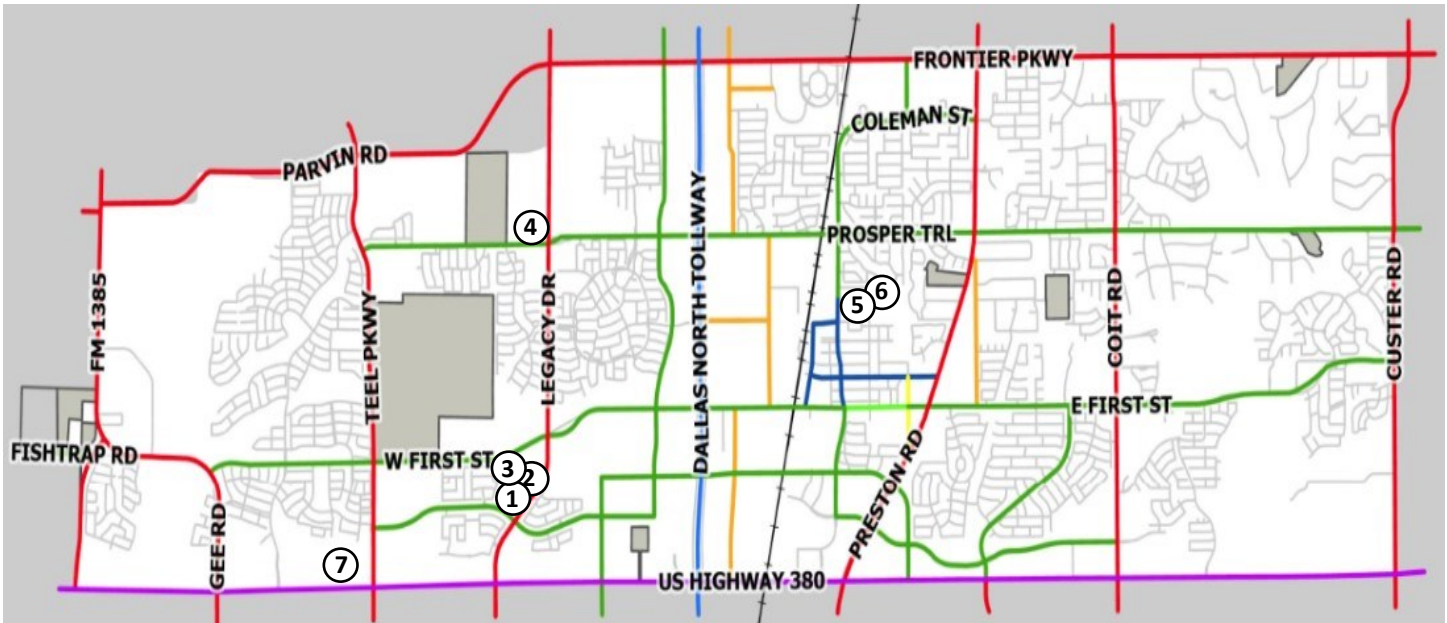 FRONTIER PKWY
COLEMAN ST
PARVIN RD
4
PROSPER TRL
FM 1385
TEEL PKWY
LEGACY DR
DALLAS NORTH TOLLWAY
6
5
COIT RD
CUSTER RD
E FIRST ST
FISHTRAP RD
W FIRST ST
3
2
1
PRESTON RD
GEE RD
7
US HIGHWAY 380